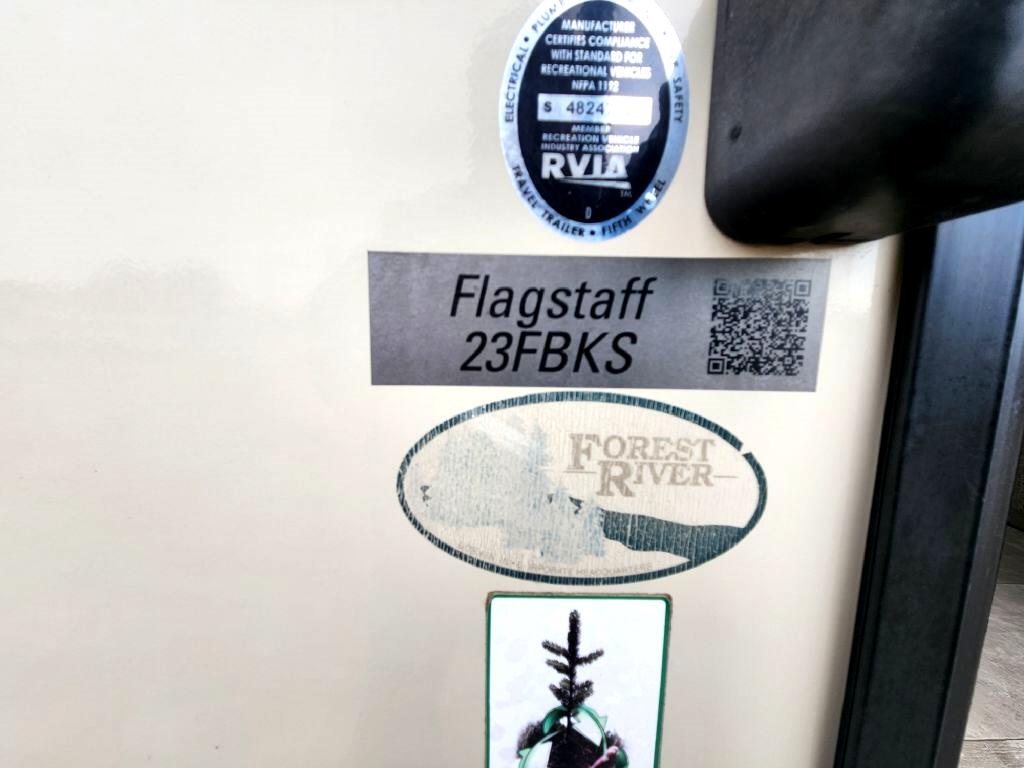 ELECTRICAL •
MANUFACTURER
CERTIFIES COMPLIANCE
WITH STANDARD FOR
RECREATIONAL VEHICLES
NFPA 1192
SAFETY
S 4824
MEMBER
RECREATION VEHICLE
INDUSTRY ASSOCIATION
RVIA
D
TRAVEL TRAILER • FIFTH WHEEL
Flagstaff
23FBKS
FOREST
RIVER
HEADQUARTERS